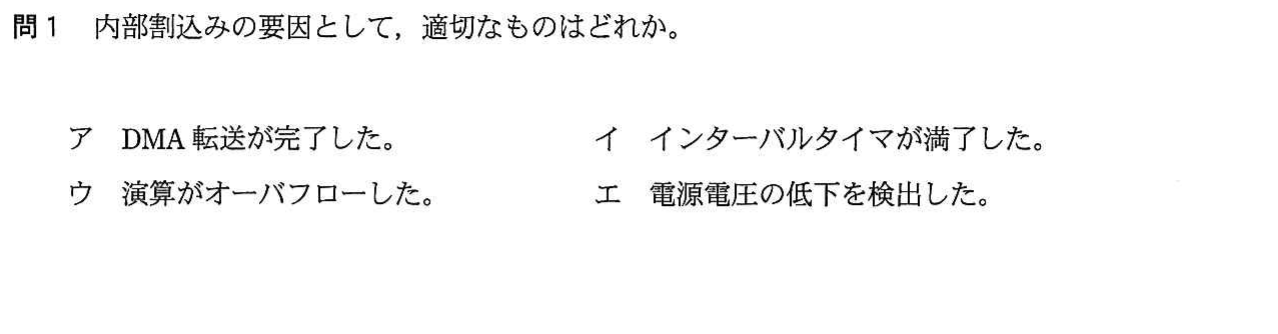 問1 内部割込みの要因として，適切なものはどれか。
ア DMA 転送が完了した。 イ インターバルタイマが満了した。
ウ 演算がオーバフローした。 エ 電源電圧の低下を検出した。